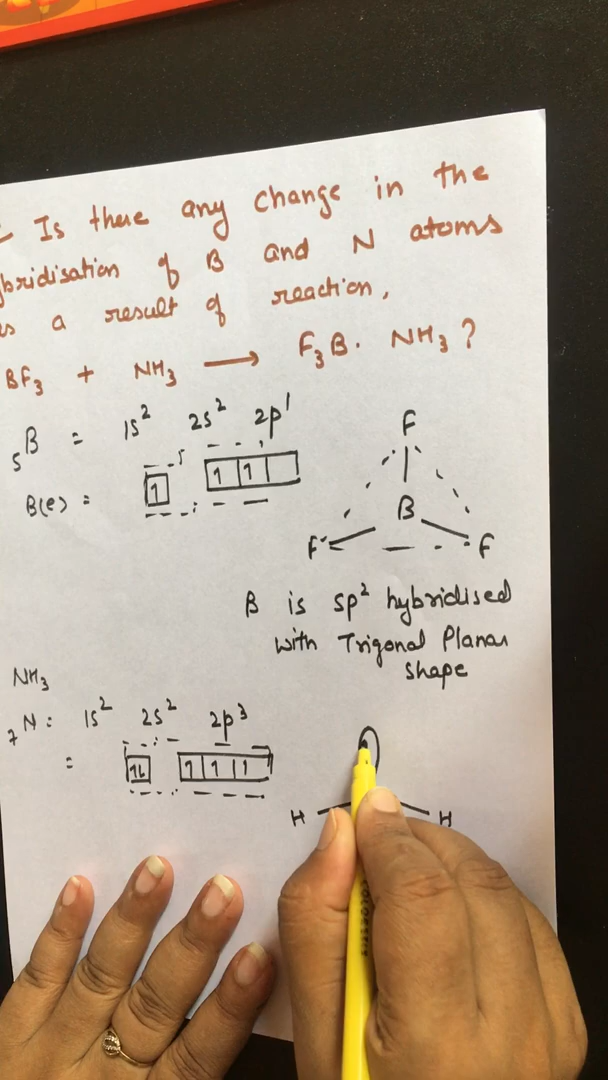 Is there any change in the
bridisation of B and N atoms
as a result of reaction,
BF3 + NH3 → F3B. NH3?
5B = 1s² 2s² 2p¹
B(e) = 1 1 1
F
B
F F
B is sp² hybridised
with Trigonal Planar
shape
NH3
7N: 1s² 2s² 2p³
= 1L 1 1 1
H H